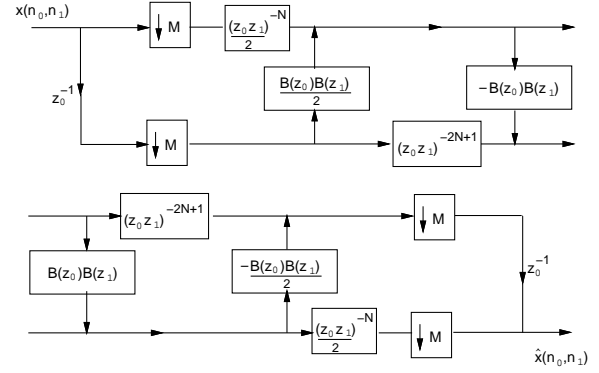 x(n₀,n₁)
↓ M
(z₀z₁)⁻ᴺ
2
B(z₀)B(z₁)
2
−B(z₀)B(z₁)
z₀⁻¹
↓ M
(z₀z₁)⁻²ᴺ⁺¹
(z₀z₁)⁻²ᴺ⁺¹
↓ M
B(z₀)B(z₁)
−B(z₀)B(z₁)
2
z₀⁻¹
(z₀z₁)⁻ᴺ
2
↓ M
x̂(n₀,n₁)